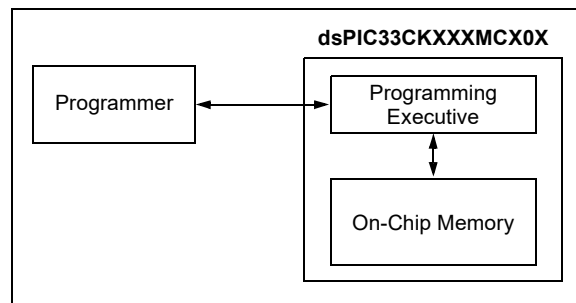 dsPIC33CKXXXMCX0X
Programmer
Programming
Executive
On-Chip Memory